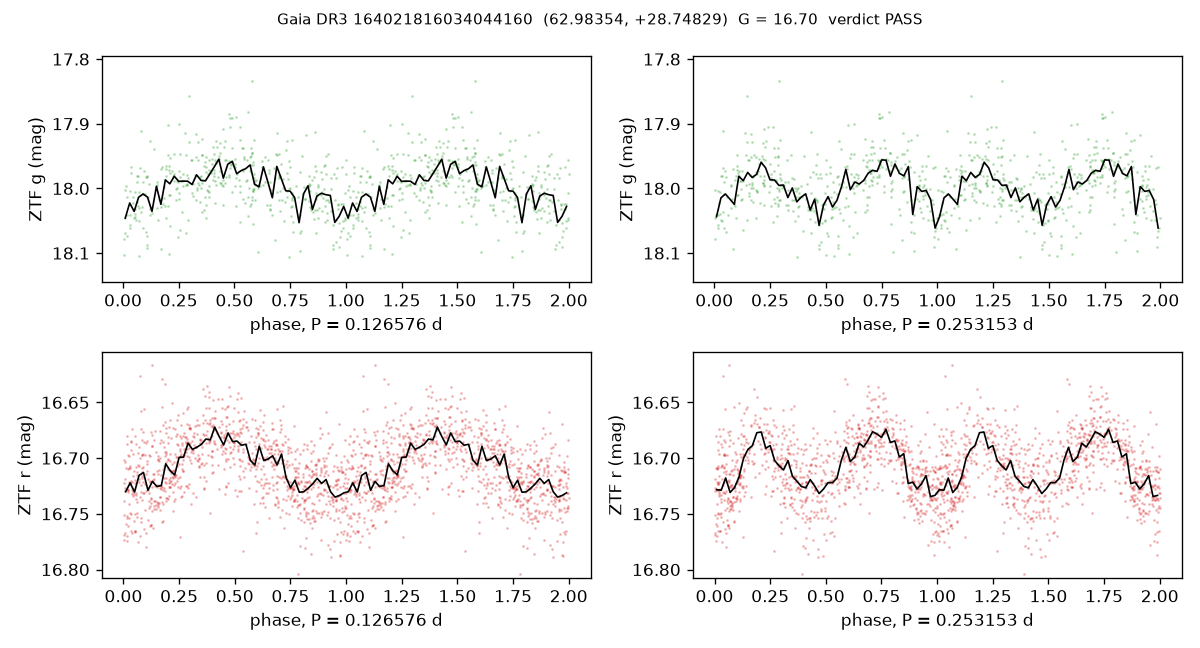 Gaia DR3 164021816034044160 (62.98354, +28.74829) G = 16.70 verdict PASS
17.8
17.9
18.0
18.1
ZTF g (mag)
0.00 0.25 0.50 0.75 1.00 1.25 1.50 1.75 2.00
phase, P = 0.126576 d
17.8
17.9
18.0
18.1
ZTF g (mag)
0.00 0.25 0.50 0.75 1.00 1.25 1.50 1.75 2.00
phase, P = 0.253153 d
16.65
16.70
16.75
16.80
ZTF r (mag)
0.00 0.25 0.50 0.75 1.00 1.25 1.50 1.75 2.00
phase, P = 0.126576 d
16.65
16.70
16.75
16.80
ZTF r (mag)
0.00 0.25 0.50 0.75 1.00 1.25 1.50 1.75 2.00
phase, P = 0.253153 d